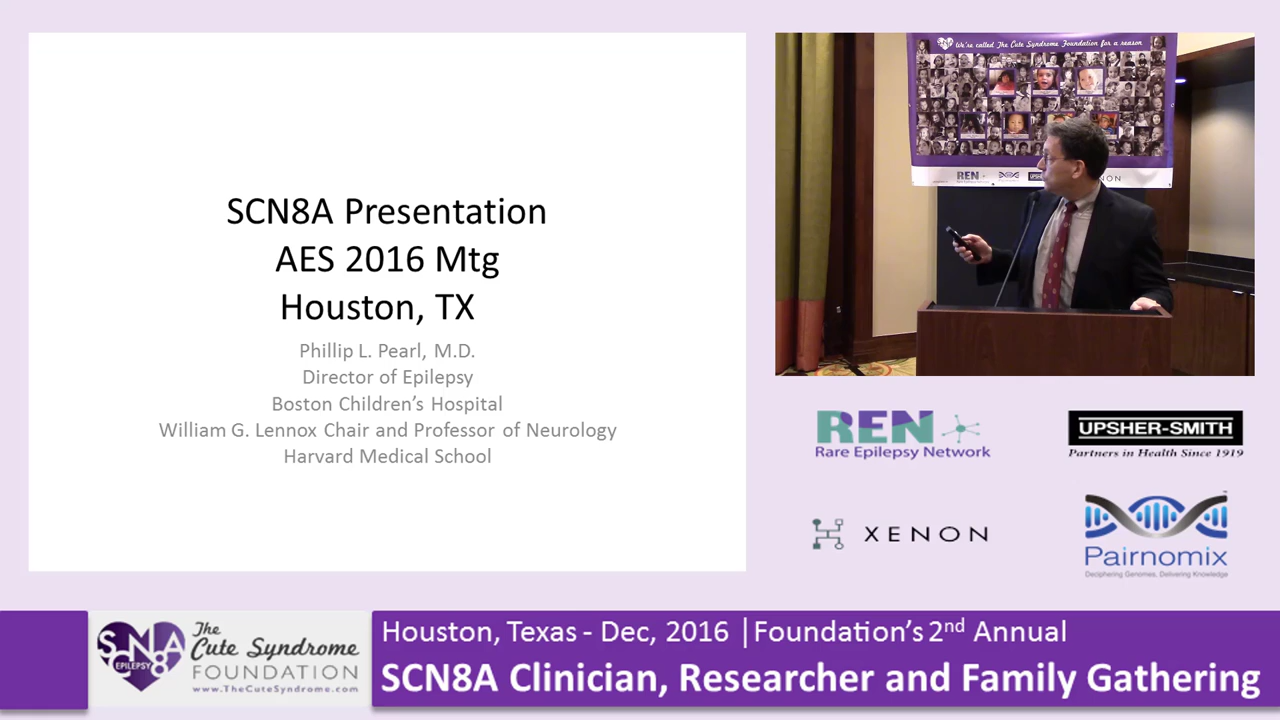 SCN8A Presentation
AES 2016 Mtg
Houston, TX
Phillip L. Pearl, M.D.
Director of Epilepsy
Boston Children's Hospital
William G. Lennox Chair and Professor of Neurology
Harvard Medical School
We're called The Cute Syndrome Foundation for a reason
REN
REN
Rare Epilepsy Network
UPSHER-SMITH
Partners in Health Since 1919
XENON
Pairnomix
Deciphering Genomes, Delivering Knowledge
SCN8A
EPILEPSY
The
Cute Syndrome
FOUNDATION
www.TheCuteSyndrome.com
Houston, Texas - Dec, 2016 | Foundation's 2nd Annual
SCN8A Clinician, Researcher and Family Gathering